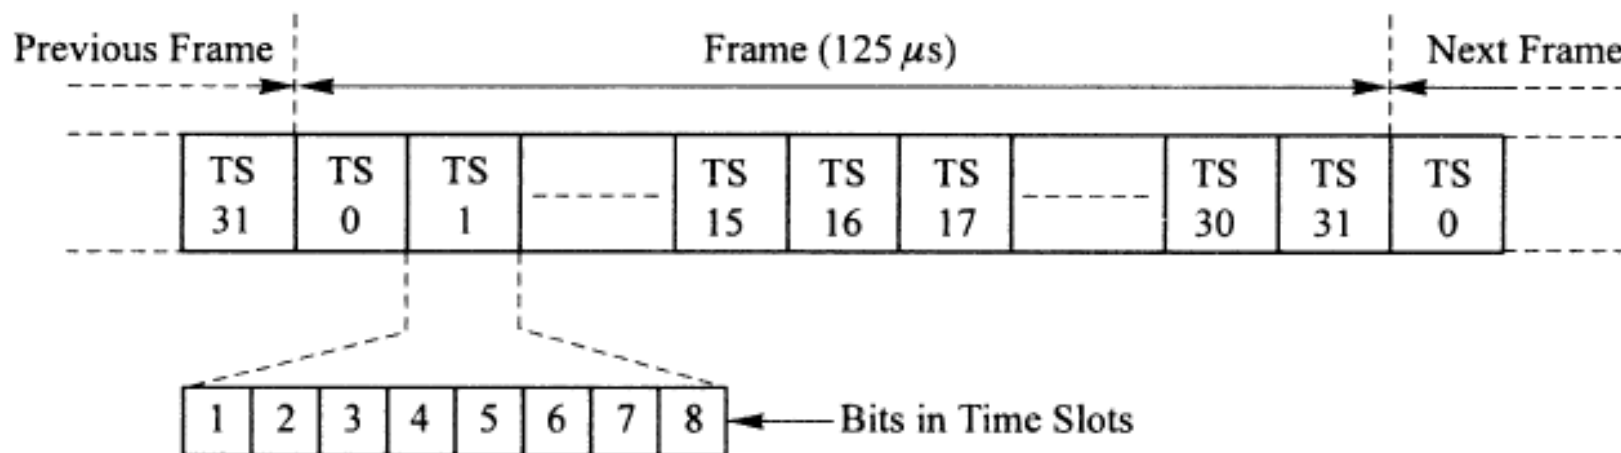 Previous Frame Frame (125 μs) Next Frame
TS TS TS TS TS TS TS TS TS
31 0 1 15 16 17 30 31 0
1 2 3 4 5 6 7 8 Bits in Time Slots